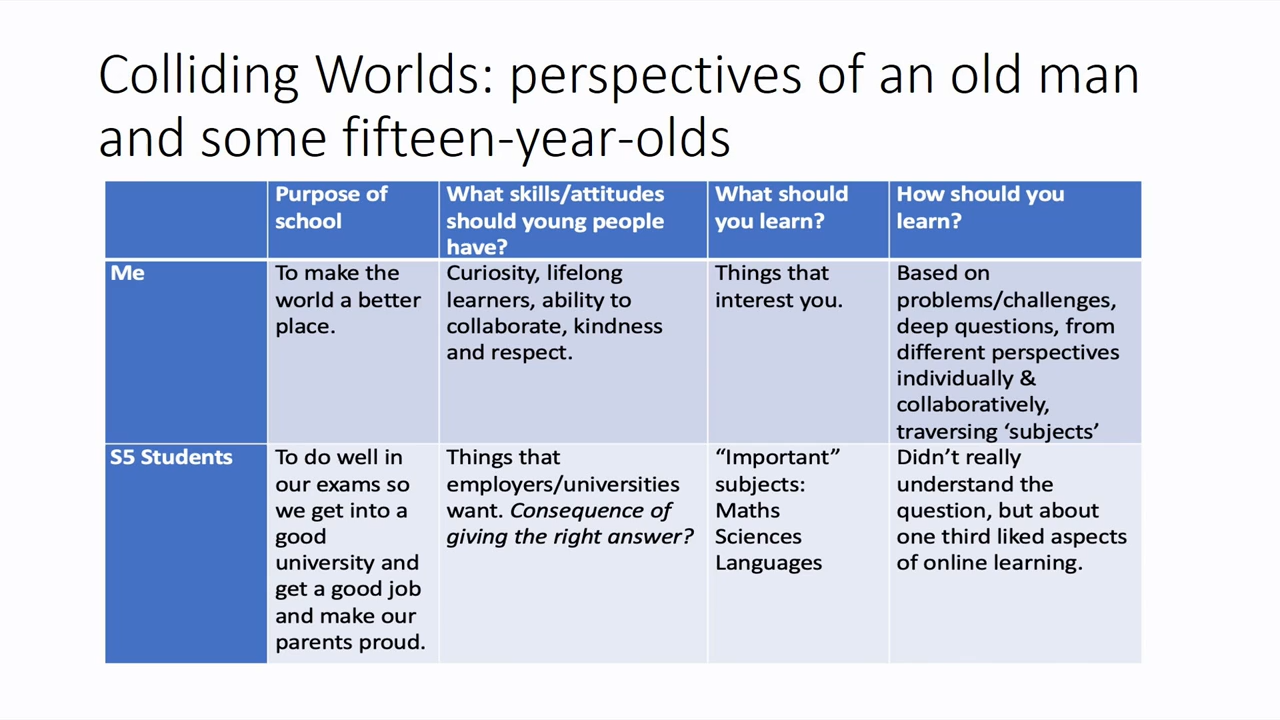 Colliding Worlds: perspectives of an old man
and some fifteen-year-olds
Purpose of
school
What skills/attitudes
should young people
have?
What should
you learn?
How should you
learn?
Me
To make the
world a better
place.
Curiosity, lifelong
learners, ability to
collaborate, kindness
and respect.
Things that
interest you.
Based on
problems/challenges,
deep questions, from
different perspectives
individually &
collaboratively,
traversing ‘subjects’
S5 Students
To do well in
our exams so
we get into a
good
university and
get a good job
and make our
parents proud.
Things that
employers/universities
want. Consequence of
giving the right answer?
“Important”
subjects:
Maths
Sciences
Languages
Didn’t really
understand the
question, but about
one third liked aspects
of online learning.